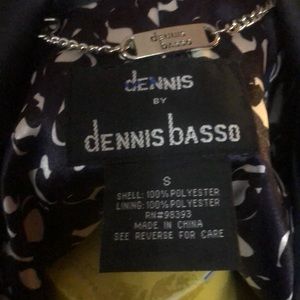 dennis
basso
dENNIS
BY
dENNIS basso
S
SHELL: 100% POLYESTER
LINING: 100% POLYESTER
RN#98393
MADE IN CHINA
SEE REVERSE FOR CARE